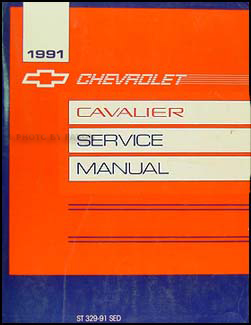 1991
CHEVROLET
CAVALIER
SERVICE
MANUAL
ST 329-91 SED